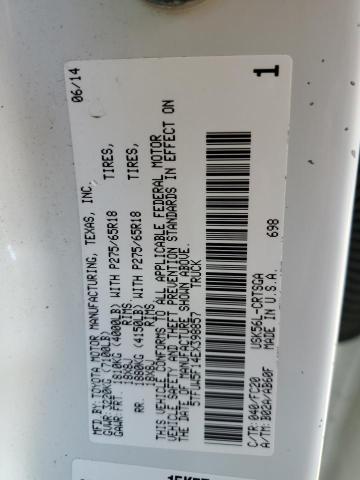 06/14
1
MFD. BY: TOYOTA MOTOR MANUFACTURING, TEXAS, INC.
GVWR 3220KG (7100LB)
GAWR: FRT. 1810KG (4000LB) WITH P275/65R18 TIRES,
18X8J RIMS,
RR. 1880KG (4150LB) WITH P275/65R18 TIRES,
18X8J RIMS,
THIS VEHICLE CONFORMS TO ALL APPLICABLE FEDERAL MOTOR
VEHICLE SAFETY AND THEFT PREVENTION STANDARDS IN EFFECT ON
THE DATE OF MANUFACTURE SHOWN ABOVE.
TRUCK
698
USK56L-CRTSGA
C/TR: 040/FC20
A/TM: B02A/AB60F
MADE IN U.S.A.